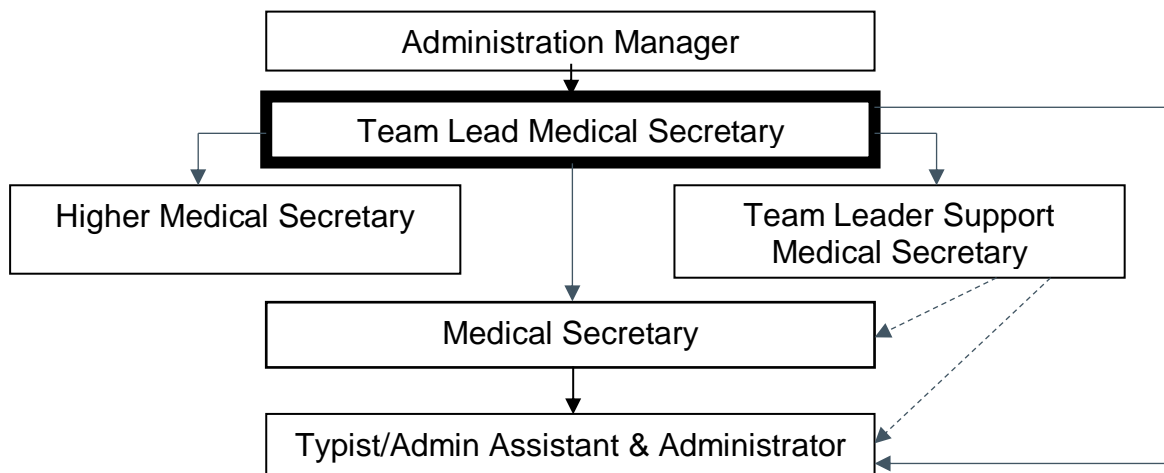 Administration Manager
Team Lead Medical Secretary
Higher Medical Secretary
Team Leader Support
Medical Secretary
Medical Secretary
Typist/Admin Assistant & Administrator